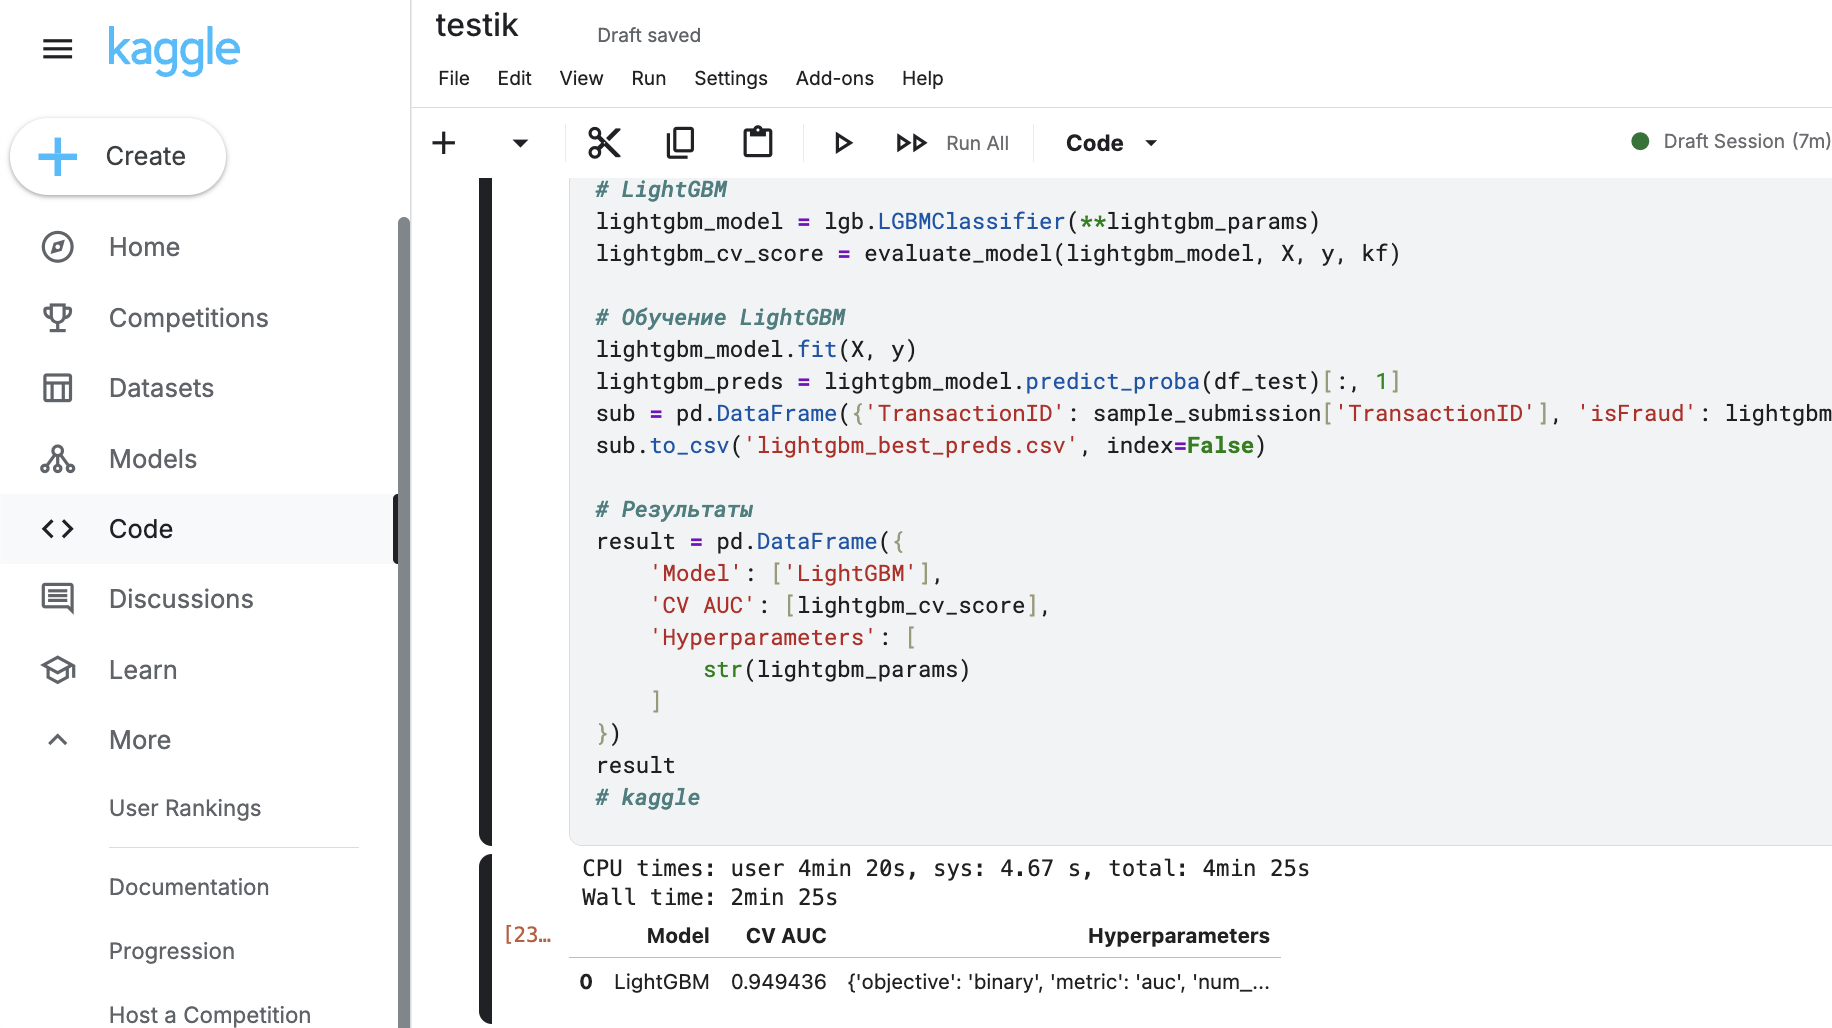 kaggle
Create
Home
Competitions
Datasets
Models
Code
Discussions
Learn
More
User Rankings
Documentation
Progression
Host a Competition
testik
Draft saved
File Edit View Run Settings Add-ons Help
Run All
Code
Draft Session (7m)
# LightGBM
lightgbm_model = lgb.LGBMClassifier(**lightgbm_params)
lightgbm_cv_score = evaluate_model(lightgbm_model, X, y, kf)
# Обучение LightGBM
lightgbm_model.fit(X, y)
lightgbm_preds = lightgbm_model.predict_proba(df_test)[:, 1]
sub = pd.DataFrame({'TransactionID': sample_submission['TransactionID'], 'isFraud': lightgbm
sub.to_csv('lightgbm_best_preds.csv', index=False)
# Результаты
result = pd.DataFrame({
    'Model': ['LightGBM'],
    'CV AUC': [lightgbm_cv_score],
    'Hyperparameters': [
        str(lightgbm_params)
    ]
})
result
# kaggle
CPU times: user 4min 20s, sys: 4.67 s, total: 4min 25s
Wall time: 2min 25s
[23…
Model CV AUC Hyperparameters
0 LightGBM 0.949436 {'objective': 'binary', 'metric': 'auc', 'num_...